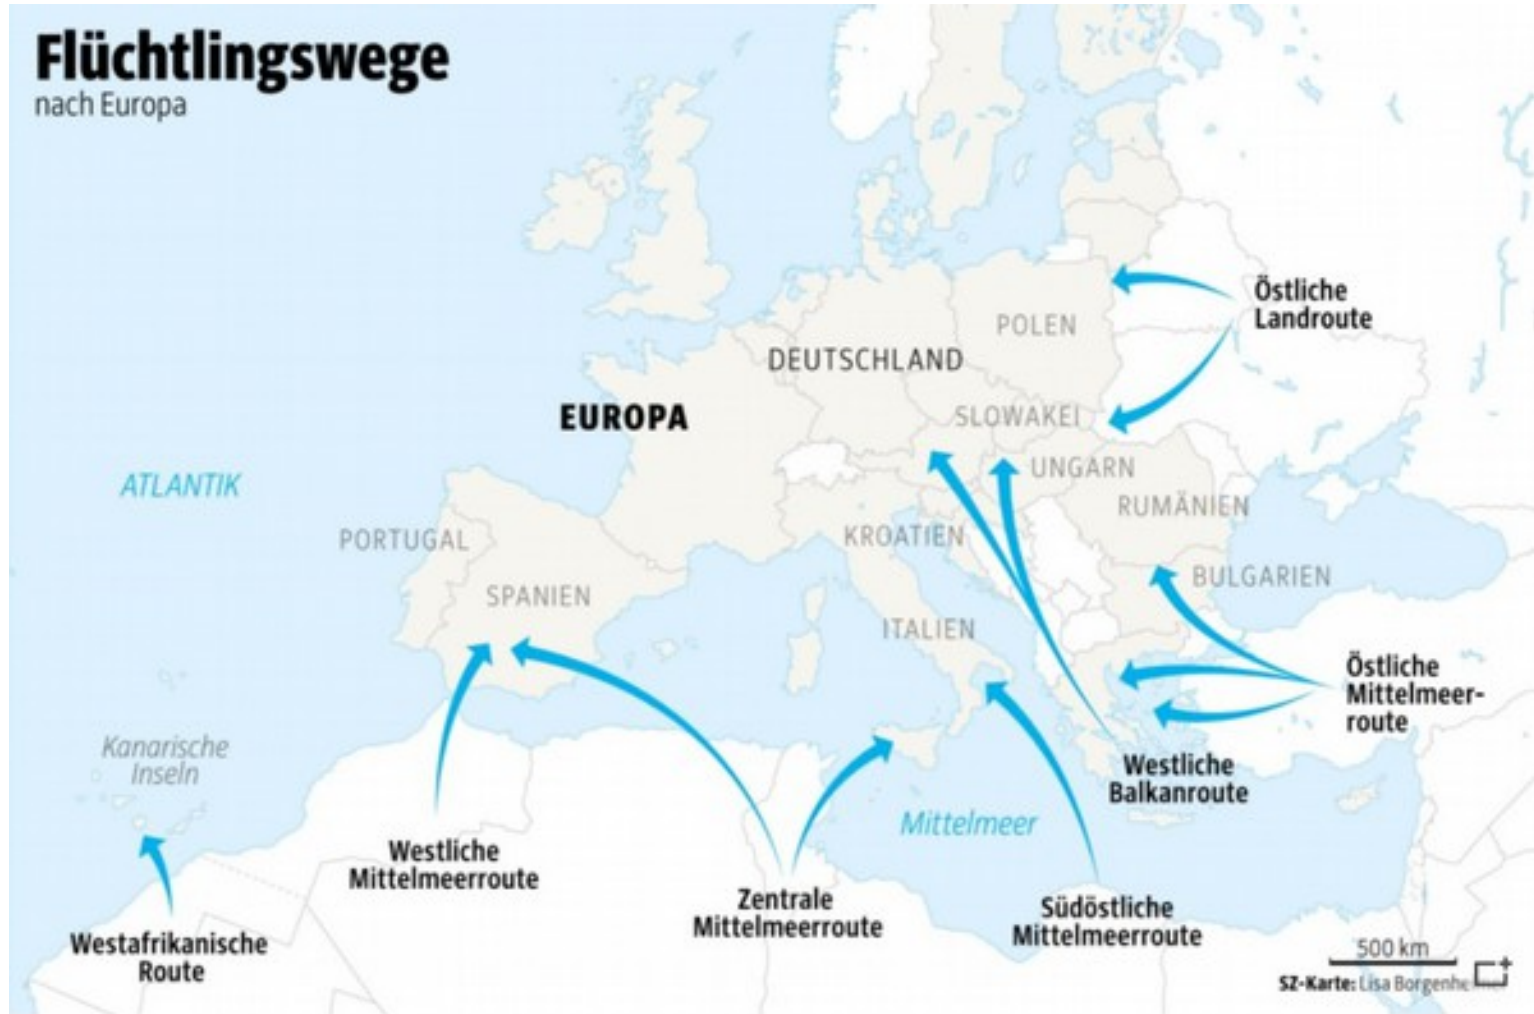 Flüchtlingswege
nach Europa
Östliche
Landroute
POLEN
DEUTSCHLAND
EUROPA
SLOWAKEI
UNGARN
ATLANTIK
RUMÄNIEN
PORTUGAL
KROATIEN
BULGARIEN
SPANIEN
ITALIEN
Östliche
Mittelmeer-
route
Kanarische
Inseln
Westliche
Balkanroute
Mittelmeer
Westliche
Mittelmeerroute
Zentrale
Mittelmeerroute
Südöstliche
Mittelmeerroute
Westafrikanische
Route
500 km
SZ-Karte: Lisa